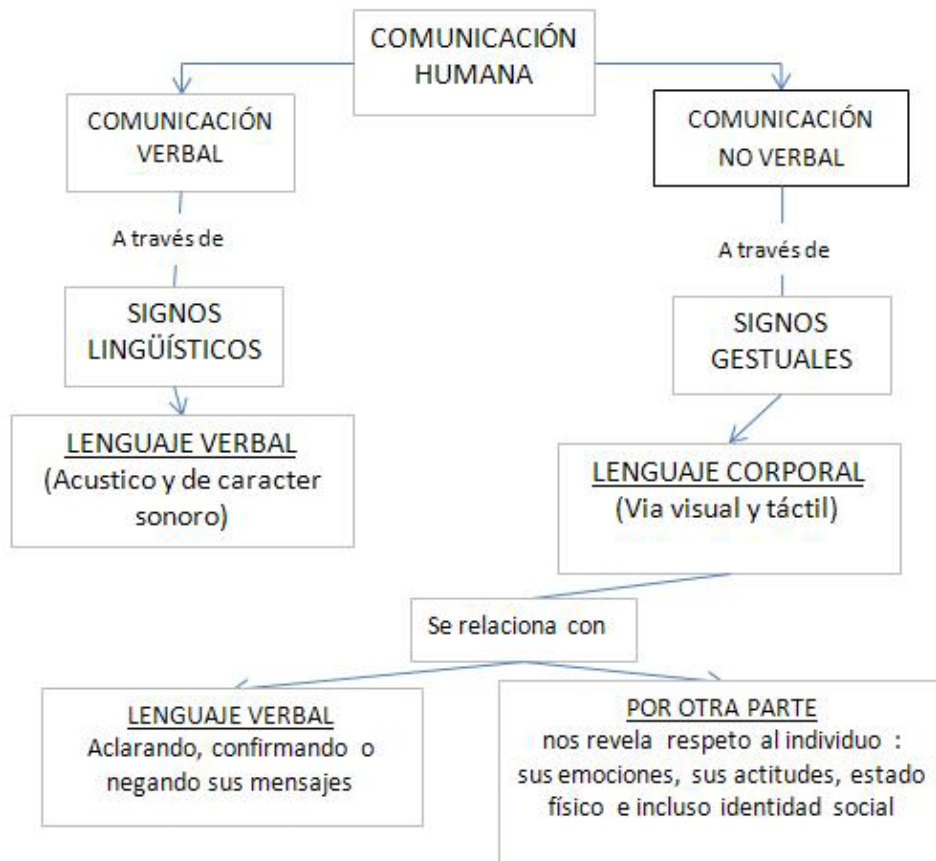 COMUNICACIÓN
HUMANA
COMUNICACIÓN
VERBAL
COMUNICACIÓN
NO VERBAL
A través de
A través de
SIGNOS
LINGÜÍSTICOS
SIGNOS
GESTUALES
LENGUAJE VERBAL
(Acustico y de caracter
sonoro)
LENGUAJE CORPORAL
(Via visual y táctil)
Se relaciona con
LENGUAJE VERBAL
Aclarando, confirmando o
negando sus mensajes
POR OTRA PARTE
nos revela respeto al individuo :
sus emociones, sus actitudes, estado
físico e incluso identidad social